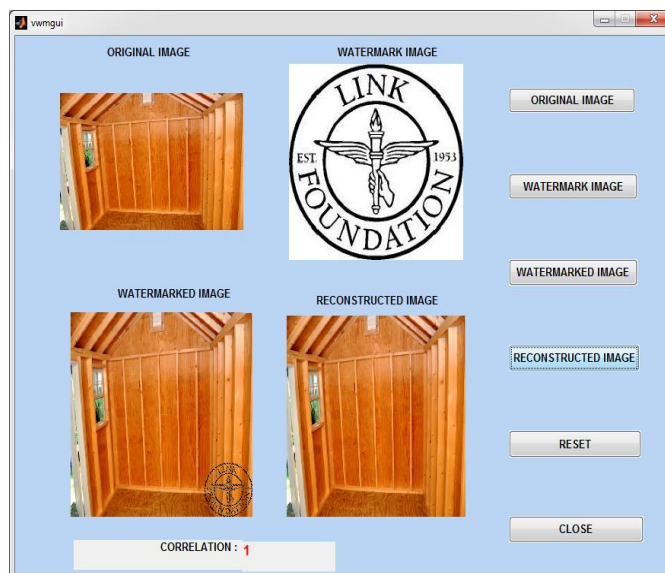 vwmgui
ORIGINAL IMAGE
WATERMARK IMAGE
LINK
EST. 1953
FOUNDATION
ORIGINAL IMAGE
WATERMARK IMAGE
WATERMARKED IMAGE
WATERMARKED IMAGE
RECONSTRUCTED IMAGE
LINK
RECONSTRUCTED IMAGE
RESET
CLOSE
CORRELATION : 1